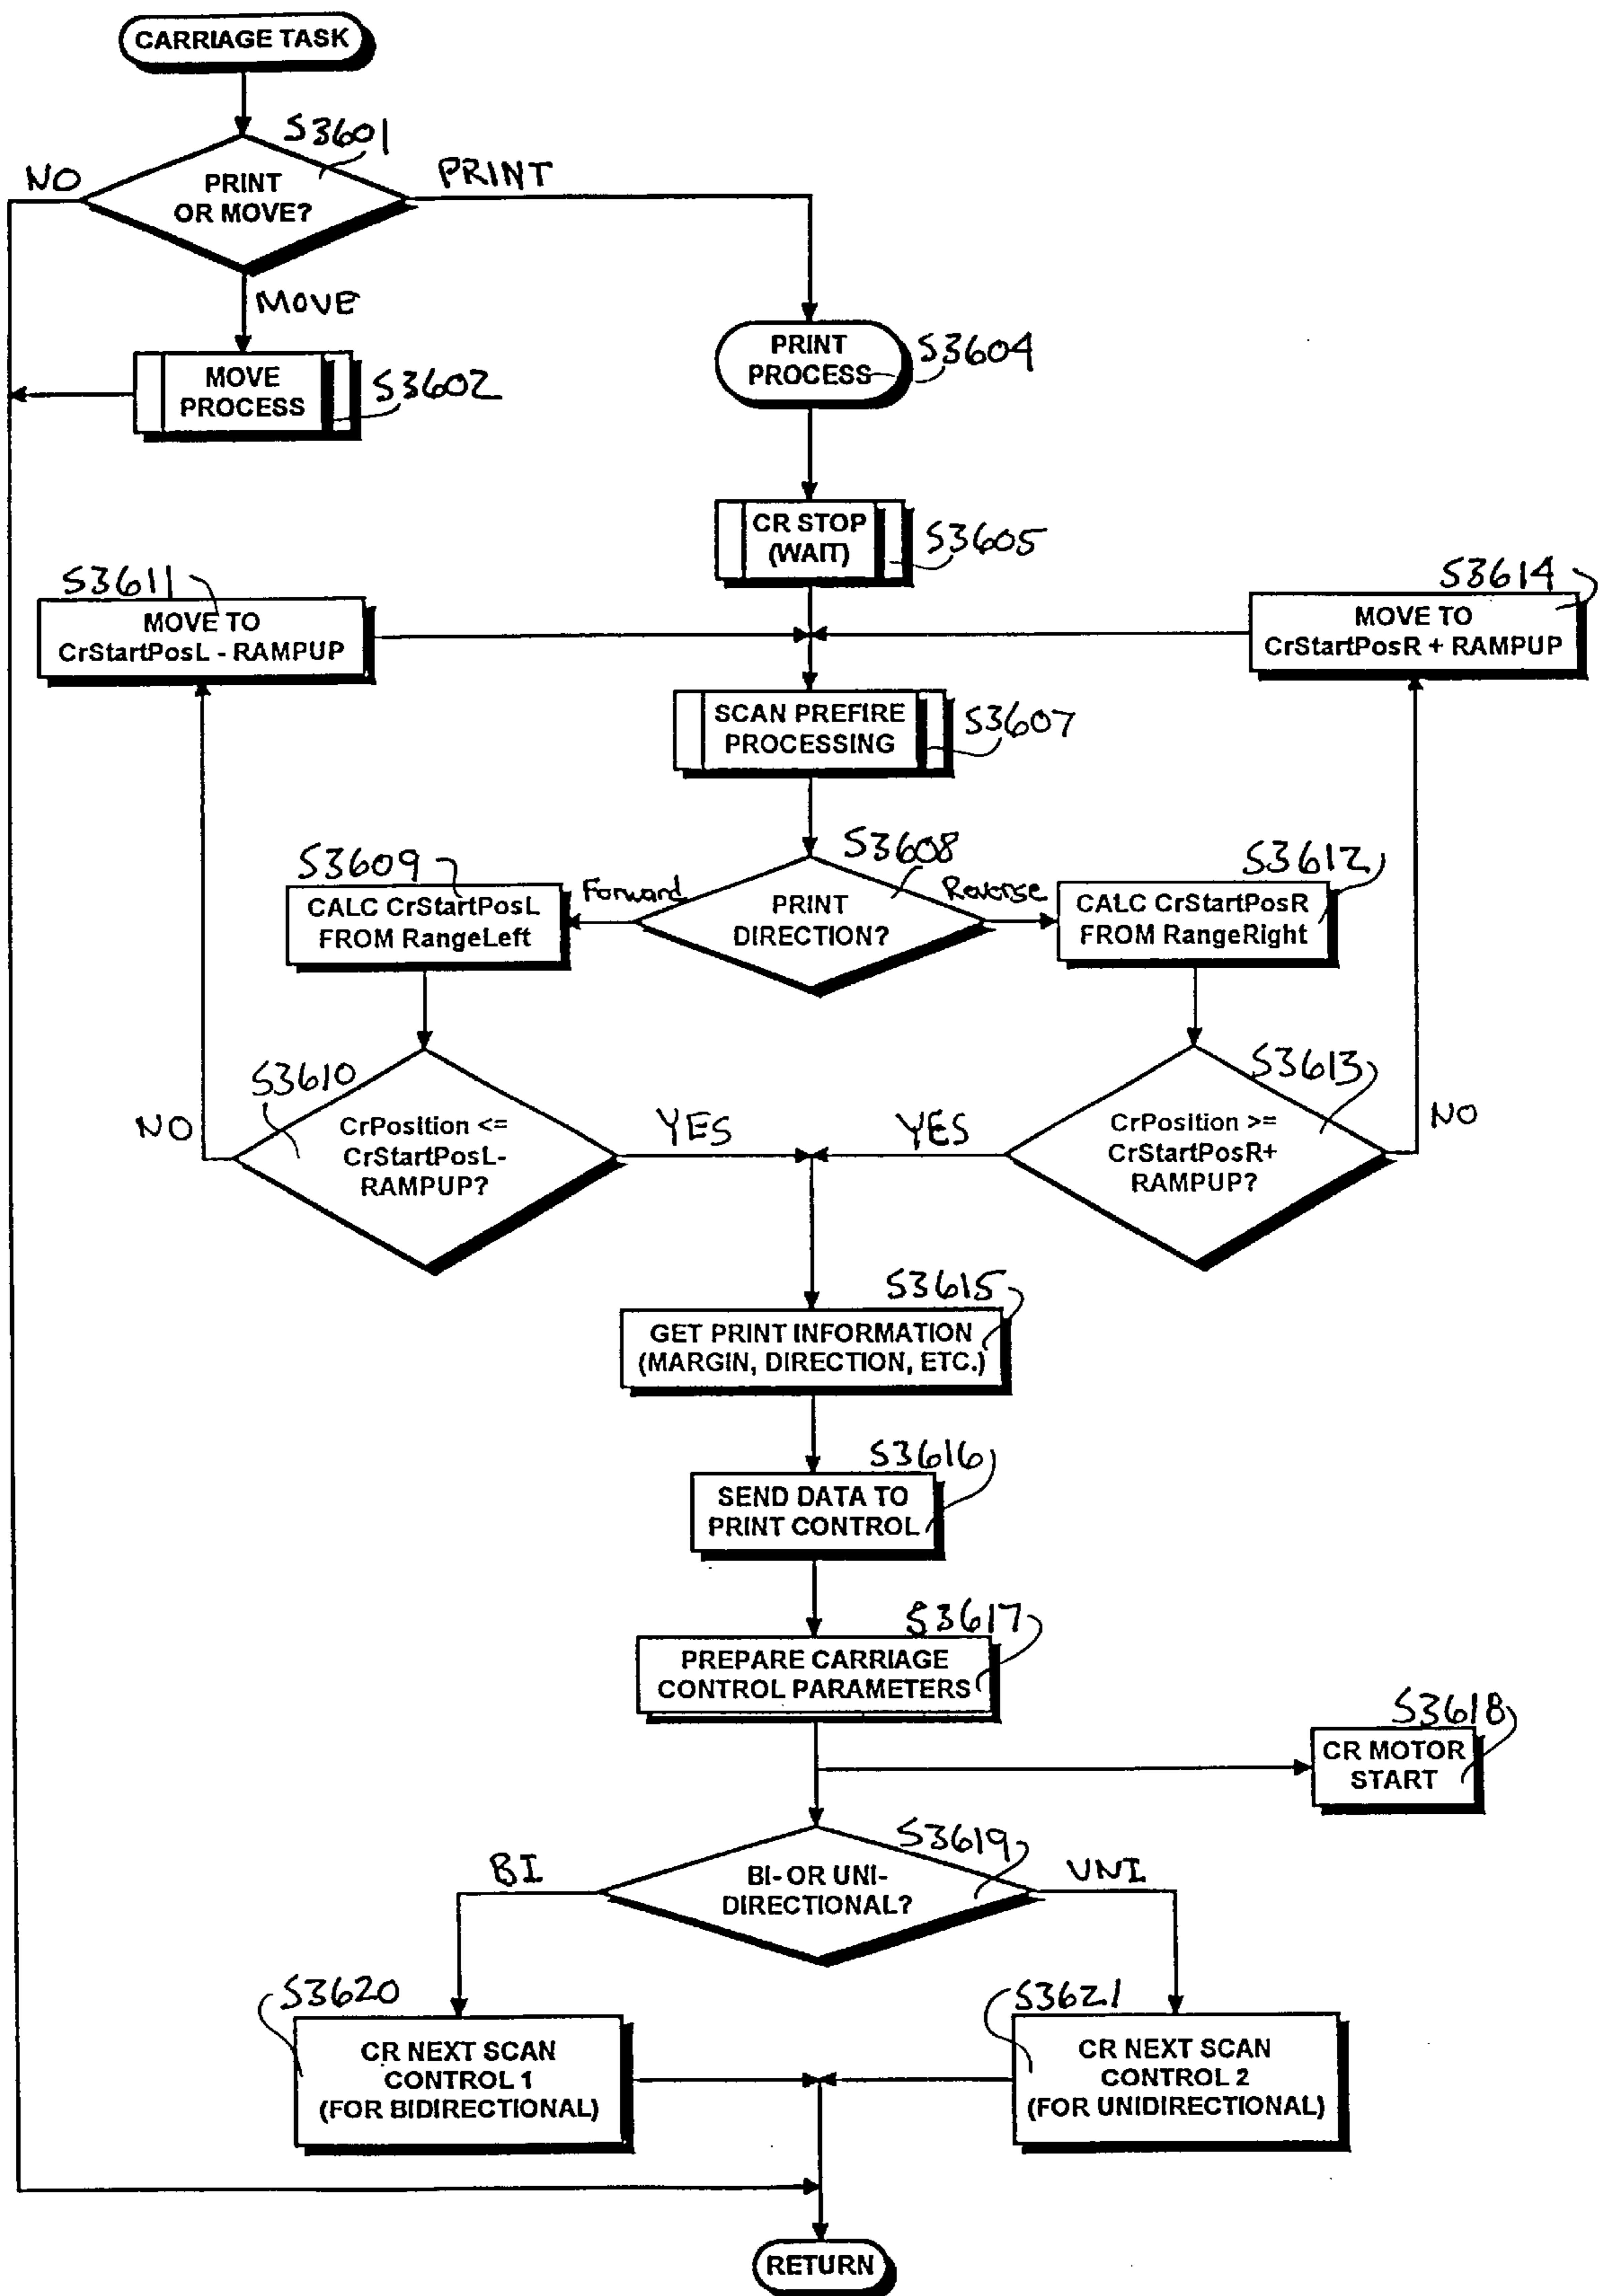 CARRIAGE TASK
S3601
NO
PRINT
OR MOVE?
PRINT
MOVE
MOVE
PROCESS
S3602
PRINT
PROCESS
S3604
CR STOP
(WAIT)
S3605
S3611
MOVE TO
CrStartPosL - RAMPUP
S3614
MOVE TO
CrStartPosR + RAMPUP
SCAN PREFIRE
PROCESSING
S3607
S3608
PRINT
DIRECTION?
Forward
Reverse
S3609
CALC CrStartPosL
FROM RangeLeft
S3612
CALC CrStartPosR
FROM RangeRight
S3610
CrPosition <=
CrStartPosL-
RAMPUP?
NO
YES
S3613
CrPosition >=
CrStartPosR+
RAMPUP?
YES
NO
S3615
GET PRINT INFORMATION
(MARGIN, DIRECTION, ETC.)
S3616
SEND DATA TO
PRINT CONTROL
S3617
PREPARE CARRIAGE
CONTROL PARAMETERS
S3618
CR MOTOR
START
S3619
BI- OR UNI-
DIRECTIONAL?
BI
UNI
S3620
CR NEXT SCAN
CONTROL 1
(FOR BIDIRECTIONAL)
S3621
CR NEXT SCAN
CONTROL 2
(FOR UNIDIRECTIONAL)
RETURN